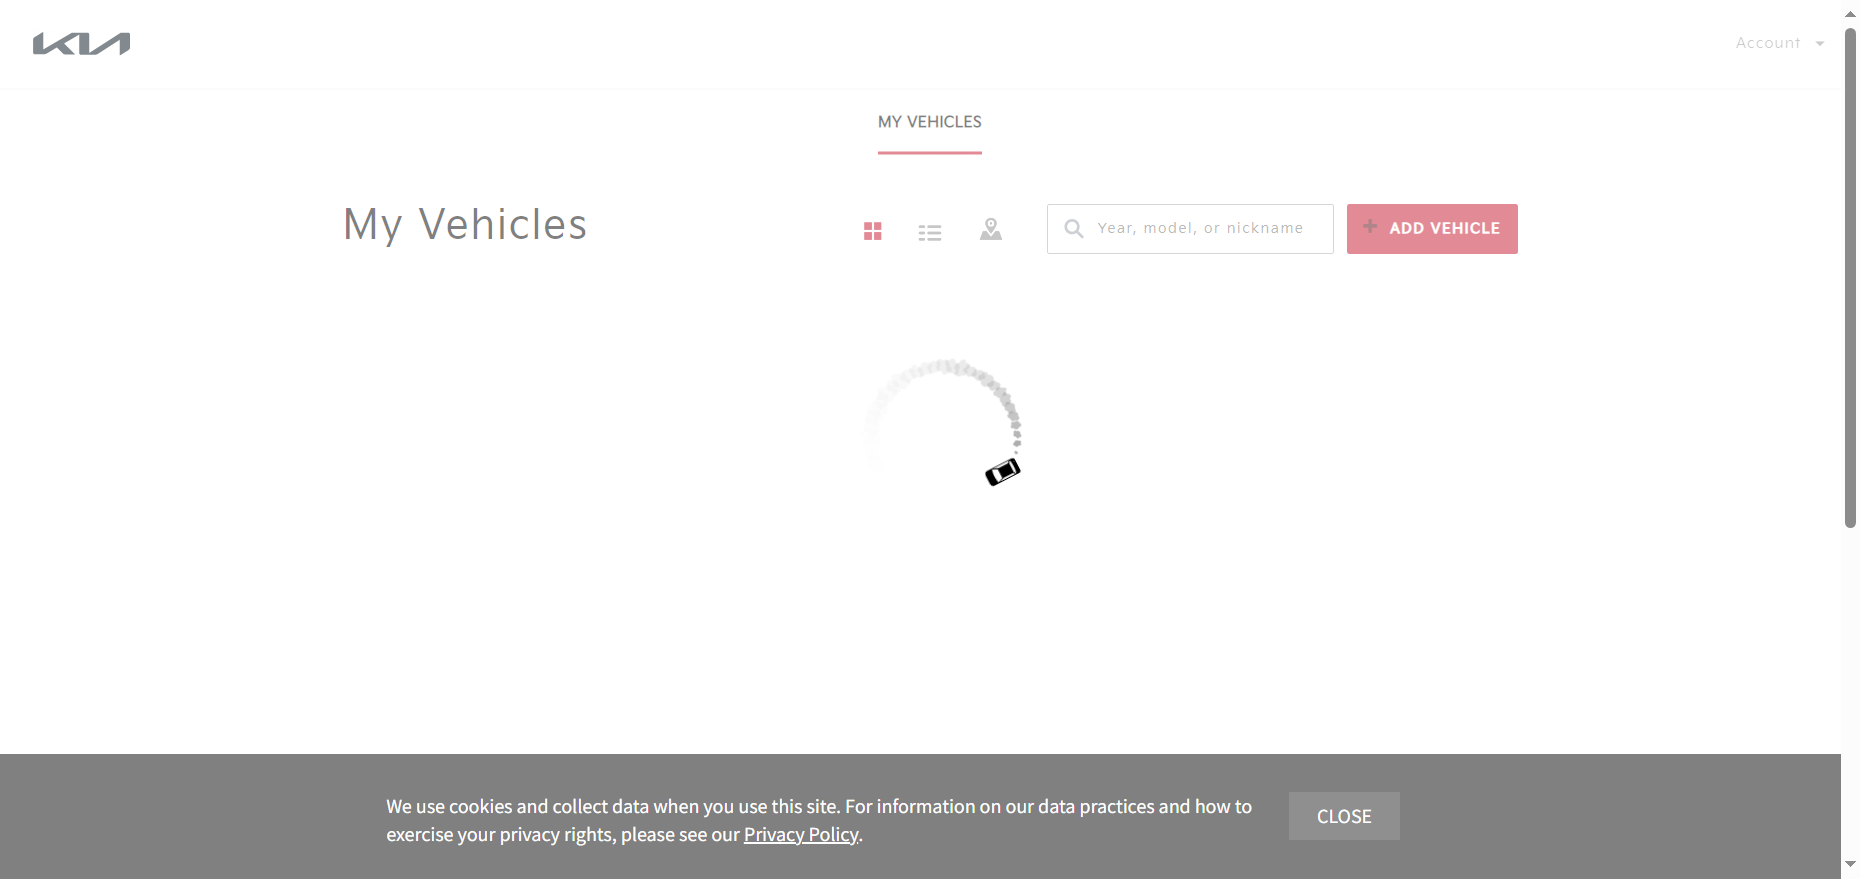 KIA
Account
MY VEHICLES
My Vehicles
Year, model, or nickname
ADD VEHICLE
We use cookies and collect data when you use this site. For information on our data practices and how to
exercise your privacy rights, please see our Privacy Policy.
CLOSE